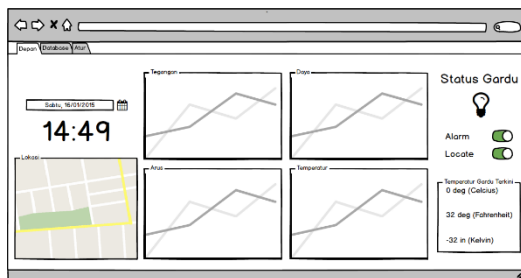 Depan Database Atur
Sabtu, 16/01/2015
14:49
Lokasi
Tegangan
Daya
Arus
Temperatur
Status Gardu
Alarm
Locate
Temperatur Gardu Terkini
0 deg (Celcius)
32 deg (Fahrenheit)
-32 in (Kelvin)